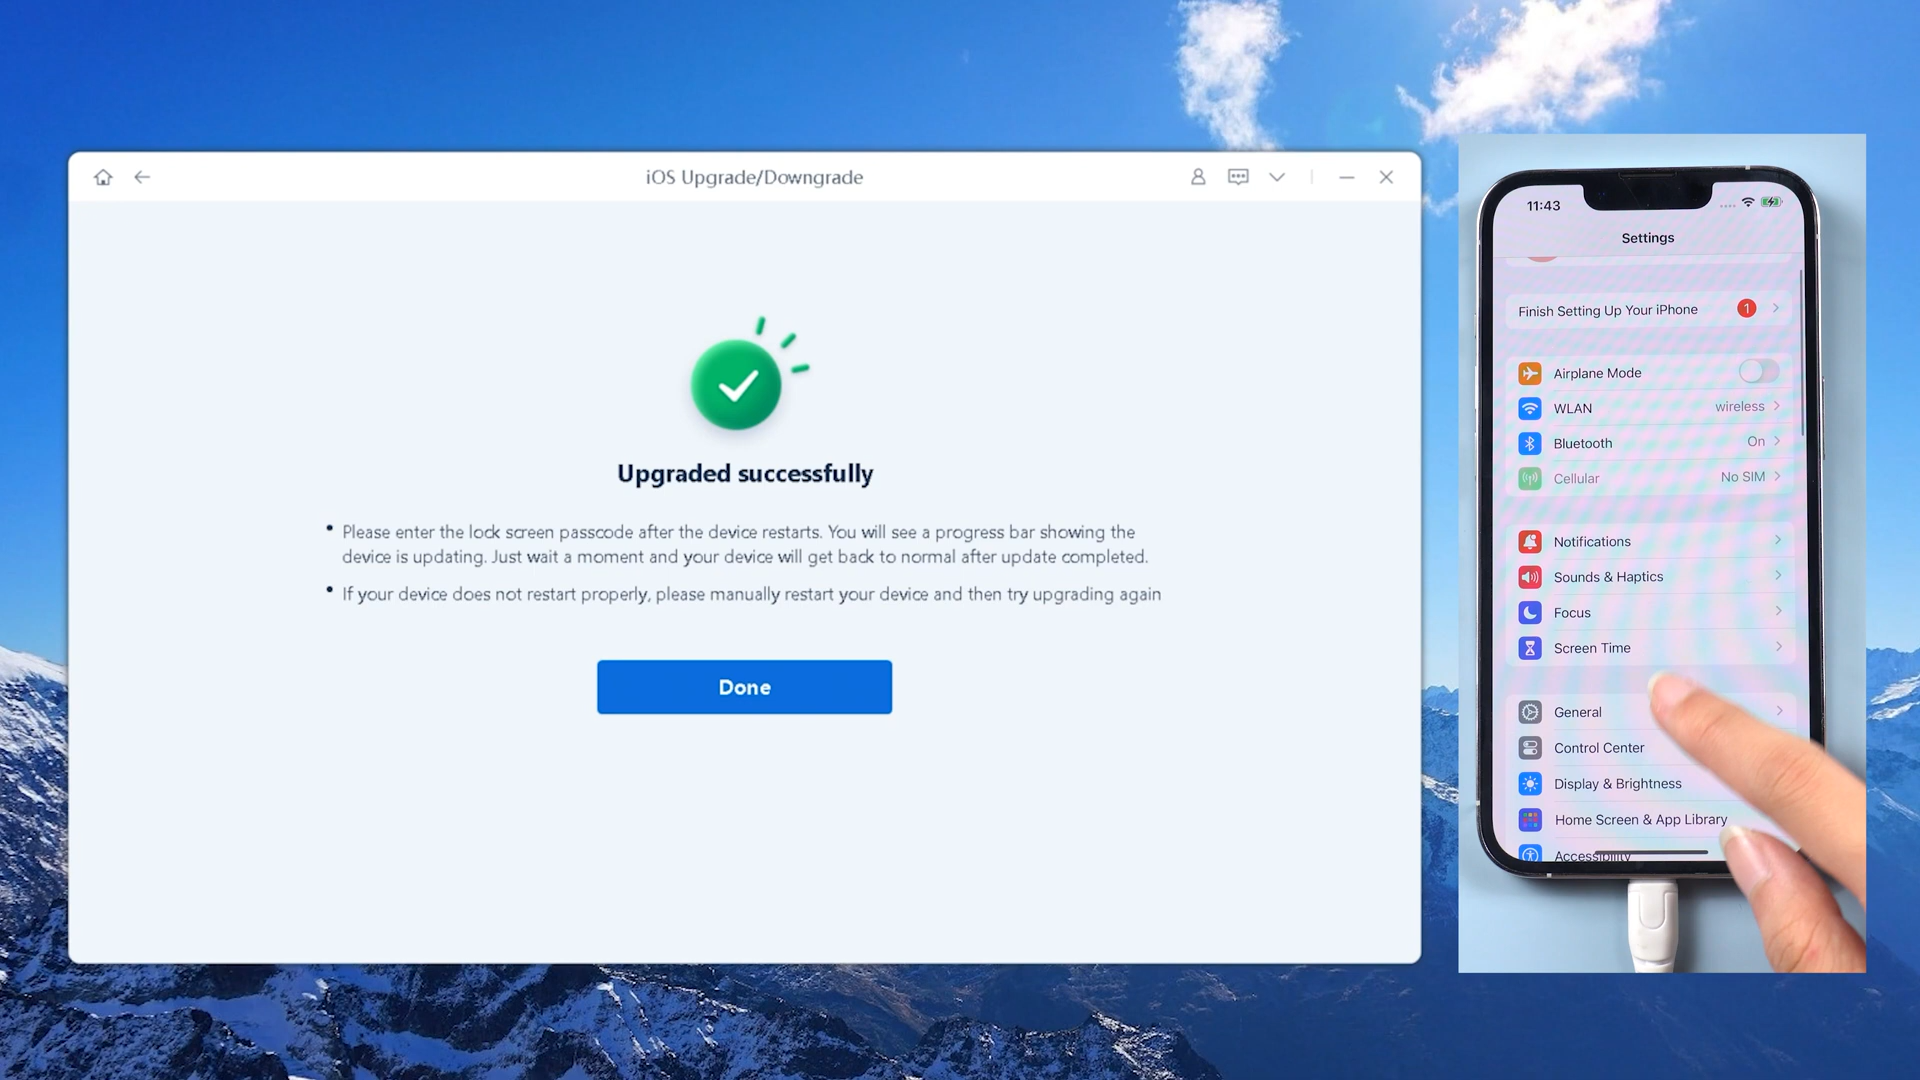 iOS Upgrade/Downgrade
Upgraded successfully
• Please enter the lock screen passcode after the device restarts. You will see a progress bar showing the
device is updating. Just wait a moment and your device will get back to normal after update completed.
• If your device does not restart properly, please manually restart your device and then try upgrading again
Done
11:43
Settings
Finish Setting Up Your iPhone 1
Airplane Mode
WLAN wireless
Bluetooth On
Cellular No SIM
Notifications
Sounds & Haptics
Focus
Screen Time
General
Control Center
Display & Brightness
Home Screen & App Library
Accessibility